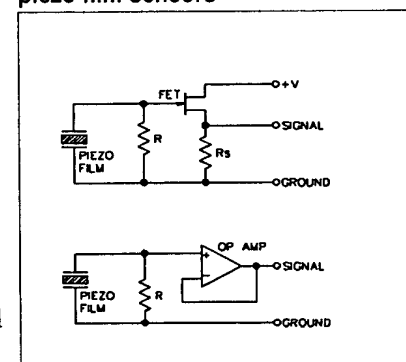 piezo film sensors
FET
+V
SIGNAL
R
Rs
PIEZO
FILM
GROUND
OP AMP
+
SIGNAL
-
PIEZO
FILM
R
GROUND